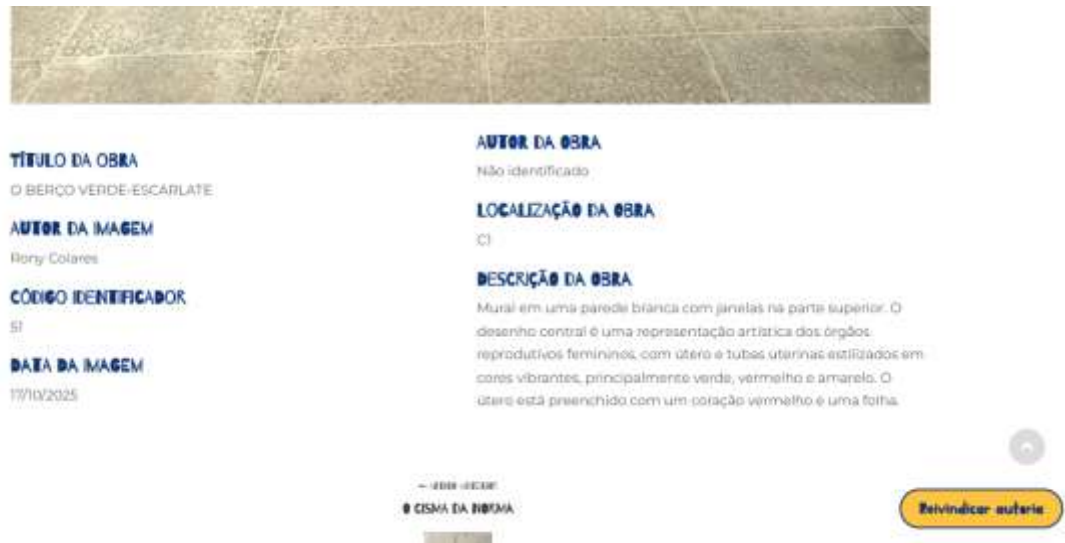 TÍTULO DA OBRA
O BERÇO VERDE-ESCARLATE
AUTOR DA IMAGEM
Rony Colares
CÓDIGO IDENTIFICADOR
51
DATA DA IMAGEM
17/10/2025
AUTOR DA OBRA
Não identificado
LOCALIZAÇÃO DA OBRA
C1
DESCRIÇÃO DA OBRA
Mural em uma parede branca com janelas na parte superior. O
desenho central é uma representação artística dos órgãos
reprodutivos femininos, com útero e tubas uterinas estilizados em
cores vibrantes, principalmente verde, vermelho e amarelo. O
útero está preenchido com um coração vermelho e uma folha.
O CISMA DA NORMA
Reivindicar autoria